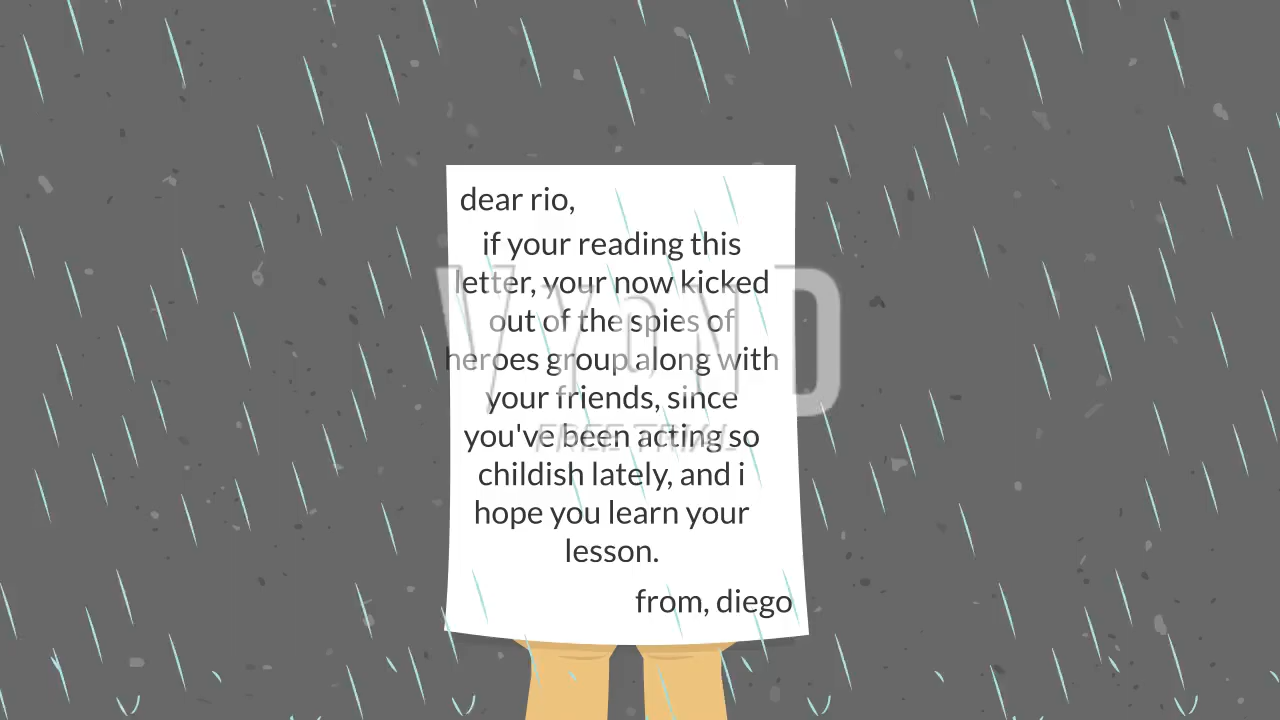 dear rio,
if your reading this
letter, your now kicked
out of the spies of
heroes group along with
your friends, since
you've been acting so
childish lately, and i
hope you learn your
lesson.
from, diego
VYOND
FREE TRIAL